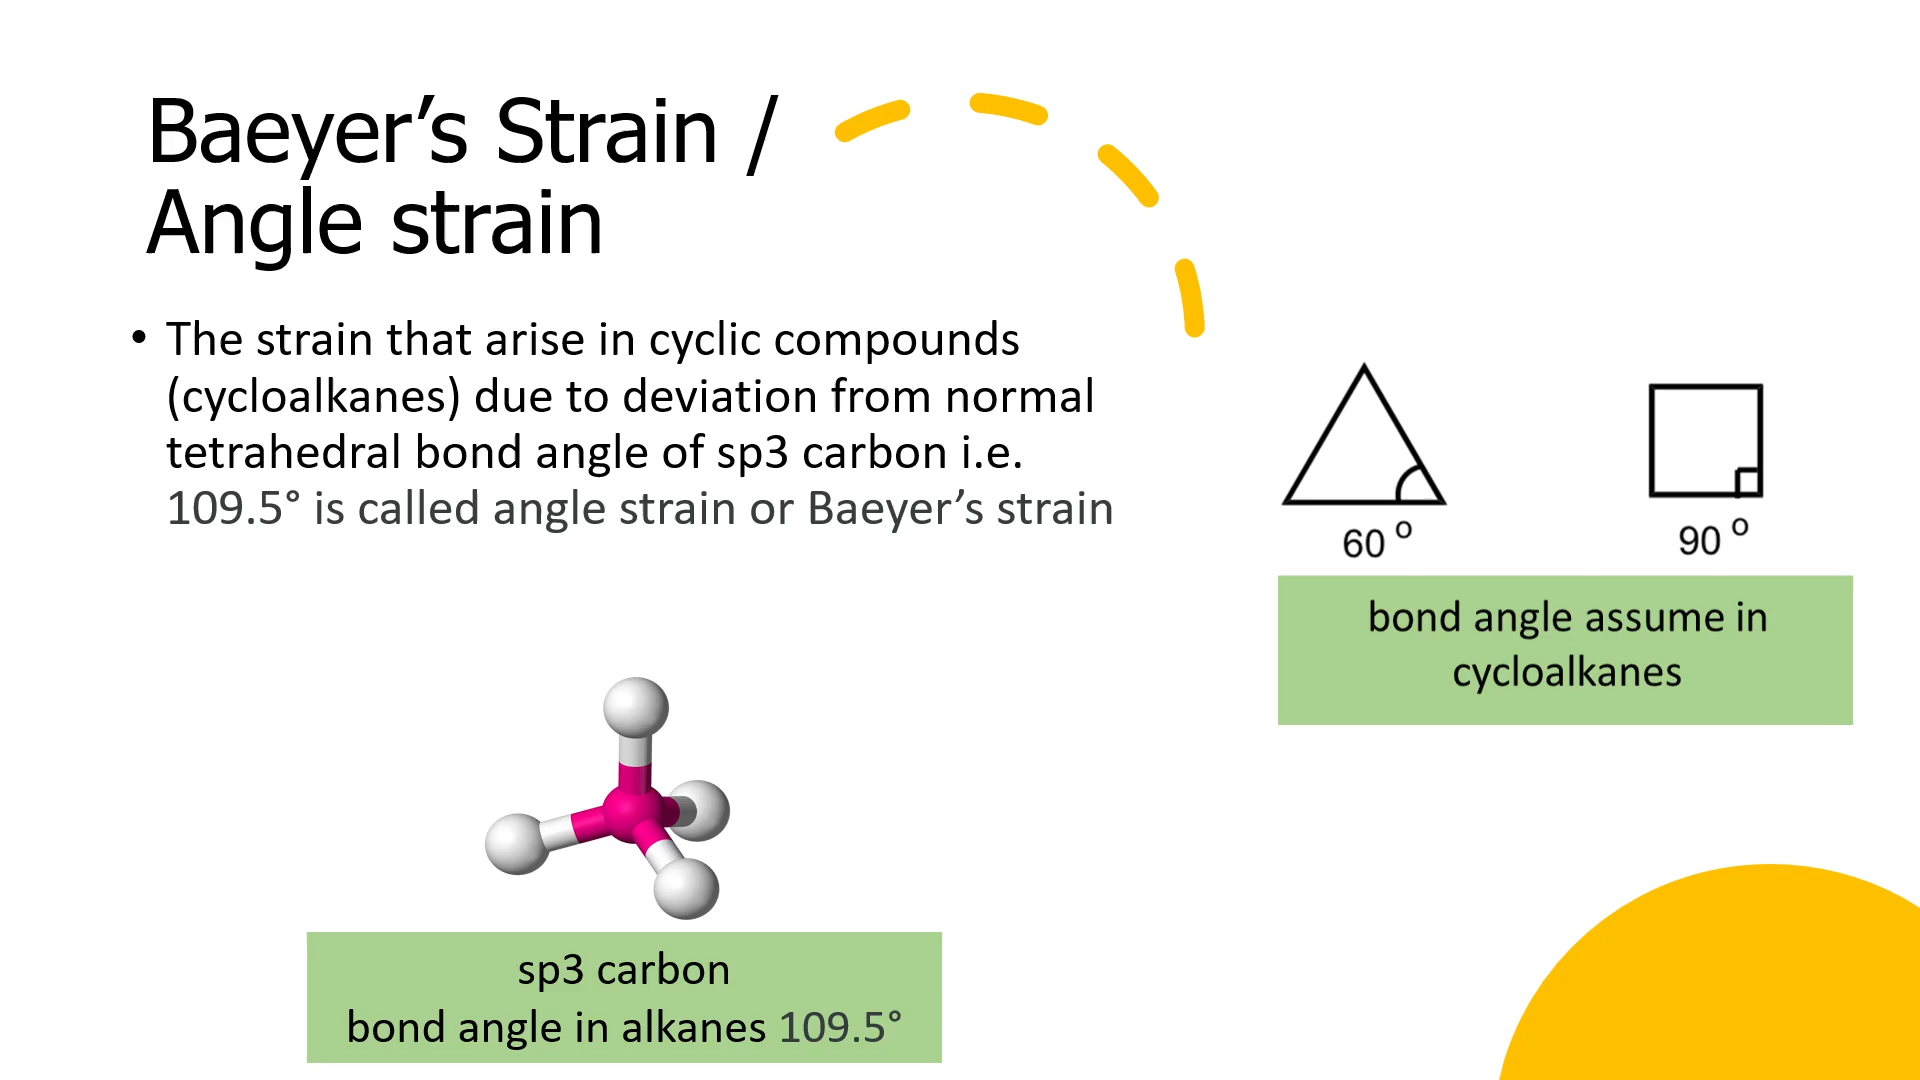 Baeyer’s Strain /
Angle strain
• The strain that arise in cyclic compounds
(cycloalkanes) due to deviation from normal
tetrahedral bond angle of sp3 carbon i.e.
109.5° is called angle strain or Baeyer’s strain
60 o
90 o
bond angle assume in
cycloalkanes
sp3 carbon
bond angle in alkanes 109.5°